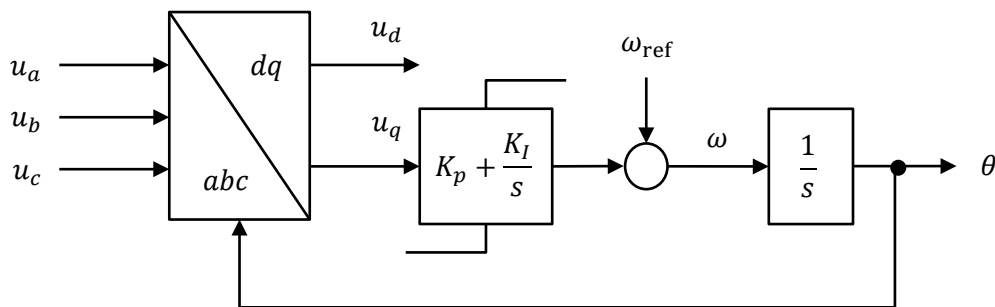 u_a
u_b
u_c
dq
abc
u_d
u_q
K_p + K_I/s
ω_ref
ω
1/s
θ